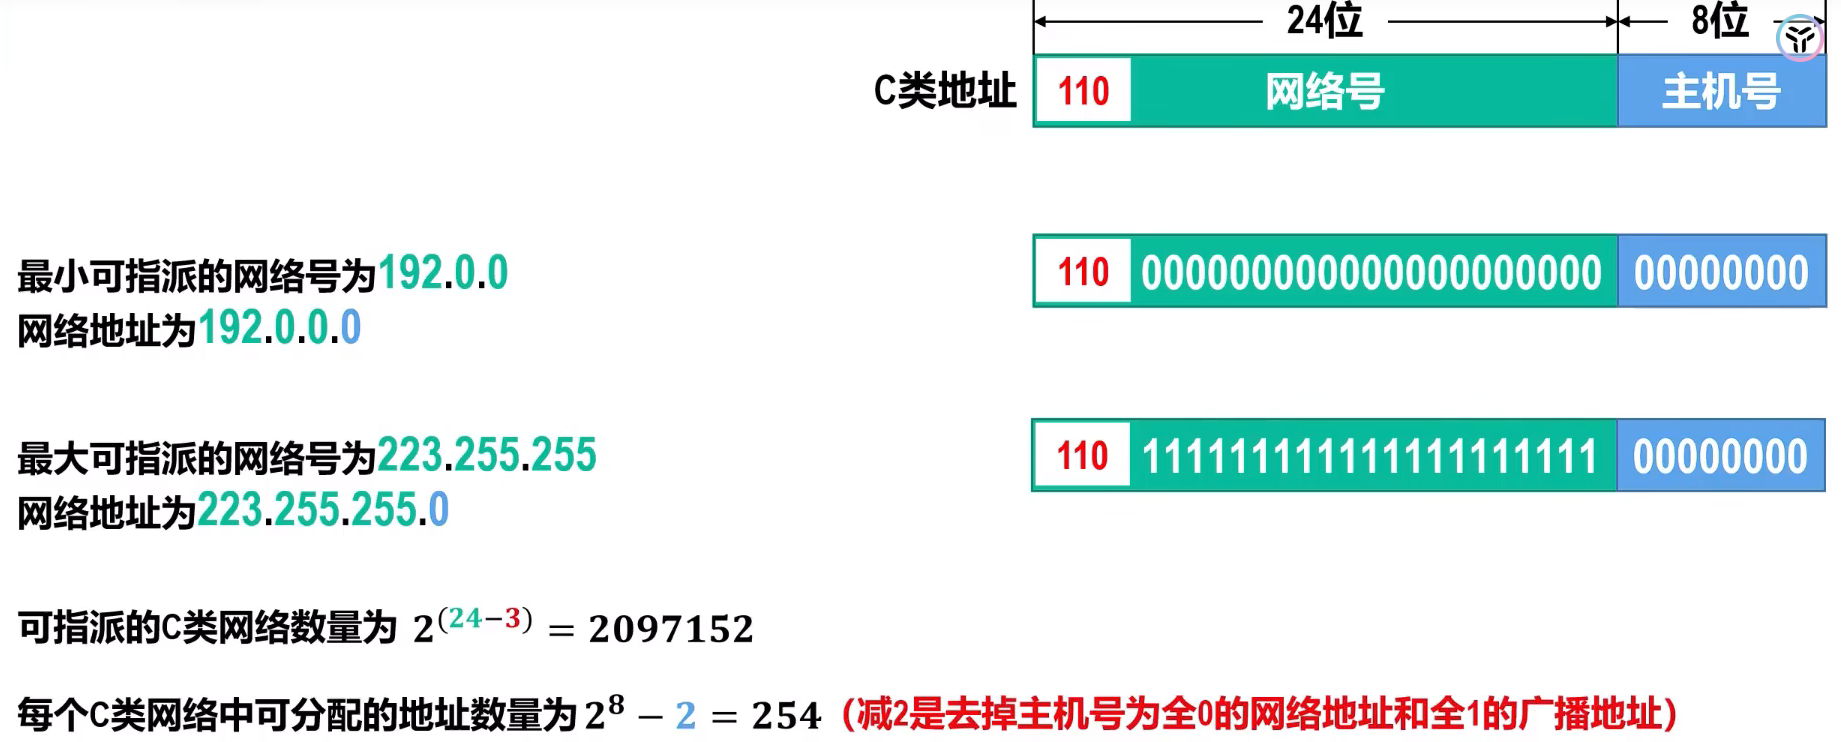 24位 8位
C类地址 110 网络号 主机号
最小可指派的网络号为192.0.0
网络地址为192.0.0.0
110 000000000000000000000 00000000
最大可指派的网络号为223.255.255
网络地址为223.255.255.0
110 111111111111111111111 00000000
可指派的C类网络数量为 2^(24−3) = 2097152
每个C类网络中可分配的地址数量为 2^8 − 2 = 254（减2是去掉主机号为全0的网络地址和全1的广播地址）